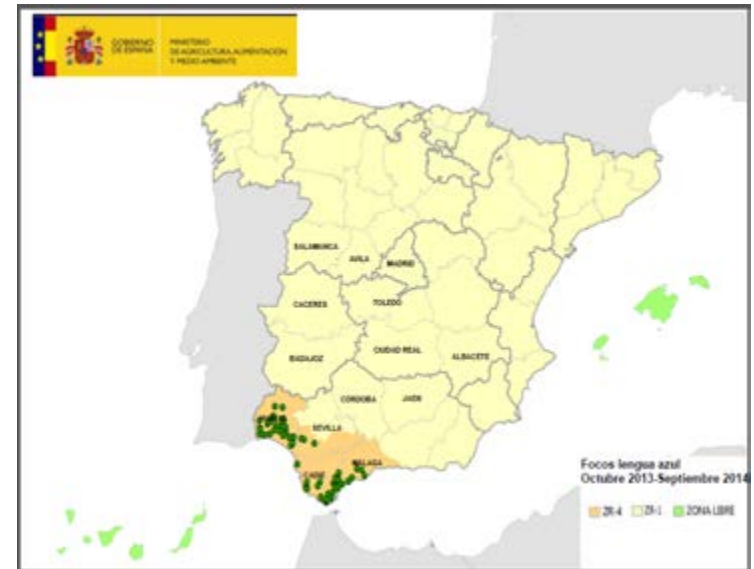 GOBIERNO
DE ESPAÑA
MINISTERIO
DE AGRICULTURA, ALIMENTACIÓN
Y MEDIO AMBIENTE
SALAMANCA
AVILA
MADRID
CACERES
TOLEDO
BADAJOZ
CIUDAD REAL
ALBACETE
CORDOBA
JAEN
SEVILLA
MALAGA
CADIZ
Focos lengua azul
Octubre 2013-Septiembre 2014
ZR-4 ZR-1 ZONA LIBRE